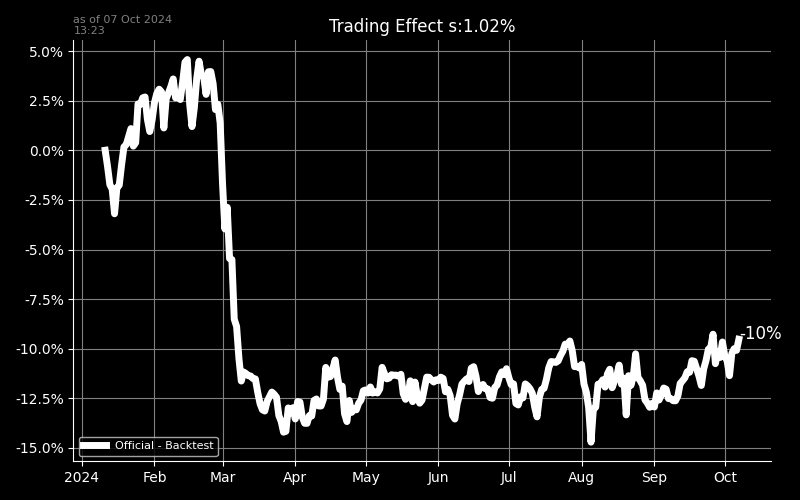 as of 07 Oct 2024
13:23
Trading Effect s:1.02%
5.0%
2.5%
0.0%
-2.5%
-5.0%
-7.5%
-10.0%
-12.5%
-15.0%
-10%
Official - Backtest
2024 Feb Mar Apr May Jun Jul Aug Sep Oct